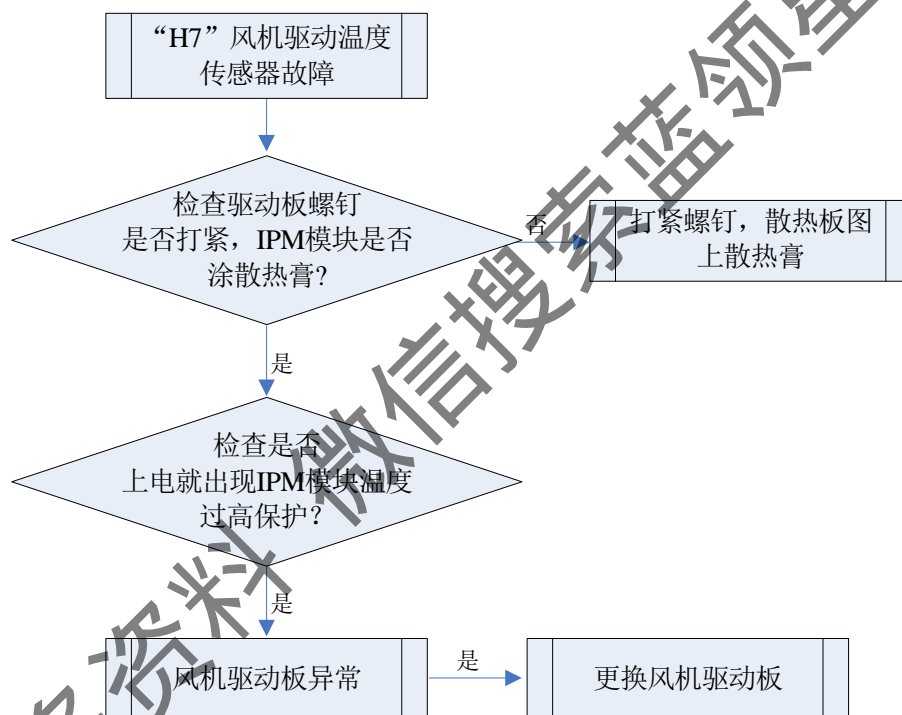 “H7”风机驱动温度
传感器故障
检查驱动板螺钉
是否打紧，IPM模块是否
涂散热膏?
否
打紧螺钉，散热板图
上散热膏
是
检查是否
上电就出现IPM模块温度
过高保护?
是
风机驱动板异常
是
更换风机驱动板
资料 微信搜索蓝领